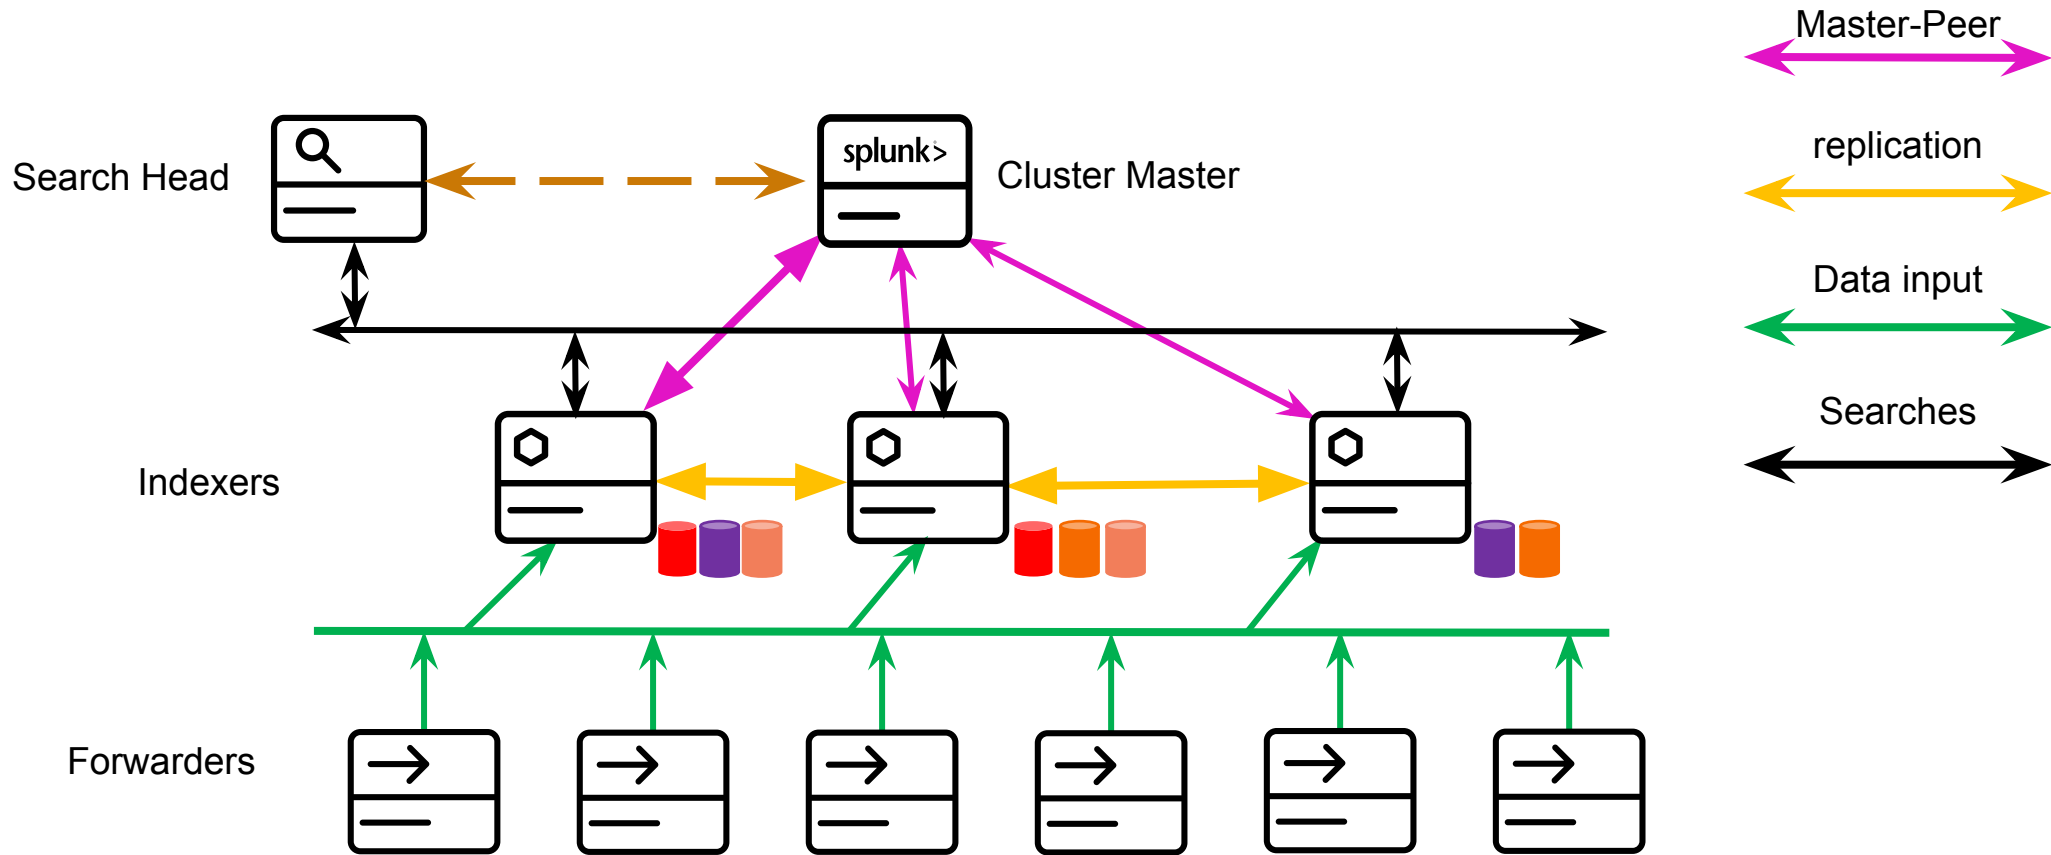 Master-Peer
replication
Data input
Searches
Search Head
splunk>
Cluster Master
Indexers
Forwarders